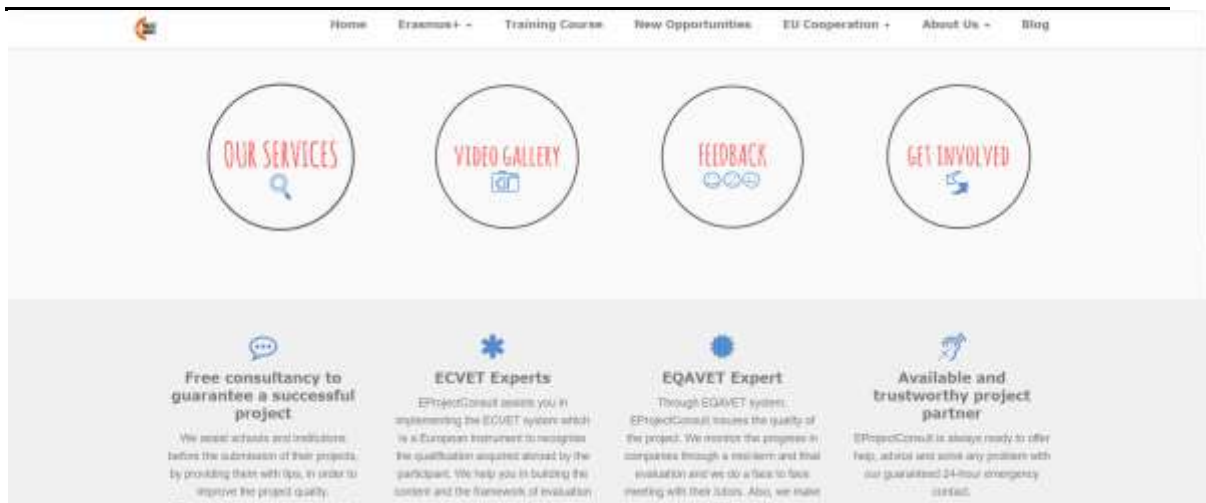 Home Erasmus+ Training Course New Opportunities EU Cooperation About Us Blog
OUR SERVICES
VIDEO GALLERY
FEEDBACK
GET INVOLVED
Free consultancy to
guarantee a successful
project
We assist schools and institutions
before the submission of their projects,
by providing them with tips, in order to
improve the project quality.
ECVET Experts
EProjectConsult assists you in
implementing the ECVET system which
is a European instrument to recognise
the qualification acquired abroad by the
participant. We help you in building the
content and the framework of evaluation
EQAVET Expert
Through EQAVET system,
EProjectConsult insures the quality of
the project. We monitor the progress in
companies through a mid-term and final
evaluation and we do a face to face
meeting with their tutors. Also, we make
Available and
trustworthy project
partner
EProjectConsult is always ready to offer
help, advice and solve any problem with
our guaranteed 24-hour emergency
contact.